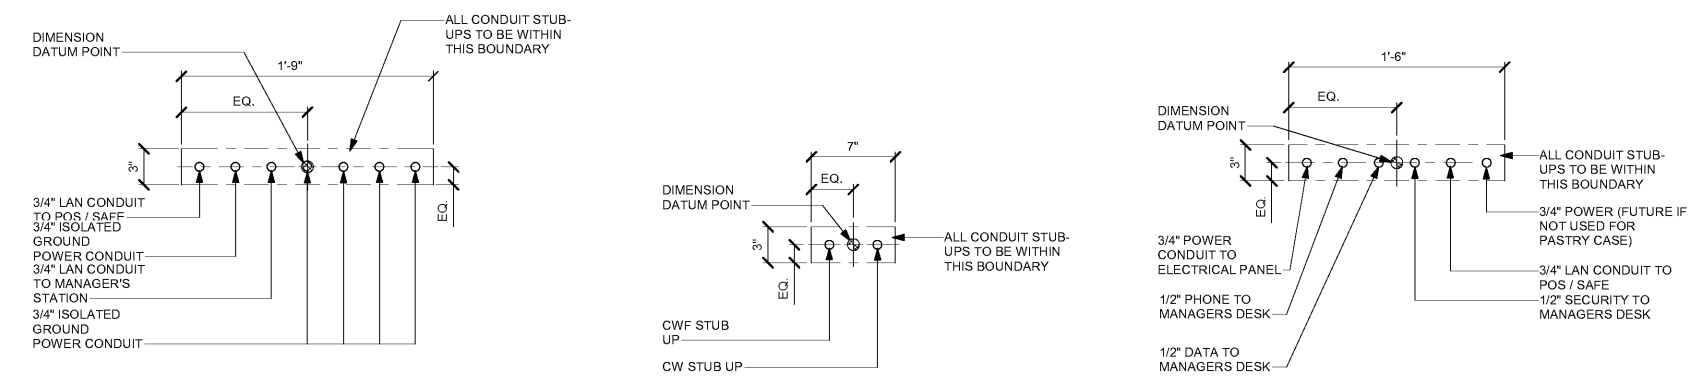 DIMENSION
DATUM POINT
ALL CONDUIT STUB-
UPS TO BE WITHIN
THIS BOUNDARY
1'-9"
EQ.
3"
EQ.
3/4" LAN CONDUIT
TO POS / SAFE
3/4" ISOLATED
GROUND
POWER CONDUIT
3/4" LAN CONDUIT
TO MANAGER'S
STATION
3/4" ISOLATED
GROUND
POWER CONDUIT
7"
EQ.
DIMENSION
DATUM POINT
3"
EQ.
ALL CONDUIT STUB-
UPS TO BE WITHIN
THIS BOUNDARY
CWF STUB
UP
CW STUB UP
1'-6"
EQ.
DIMENSION
DATUM POINT
3"
EQ.
ALL CONDUIT STUB-
UPS TO BE WITHIN
THIS BOUNDARY
3/4" POWER (FUTURE IF
NOT USED FOR
PASTRY CASE)
3/4" POWER
CONDUIT TO
ELECTRICAL PANEL
3/4" LAN CONDUIT TO
POS / SAFE
1/2" PHONE TO
MANAGERS DESK
1/2" SECURITY TO
MANAGERS DESK
1/2" DATA TO
MANAGERS DESK